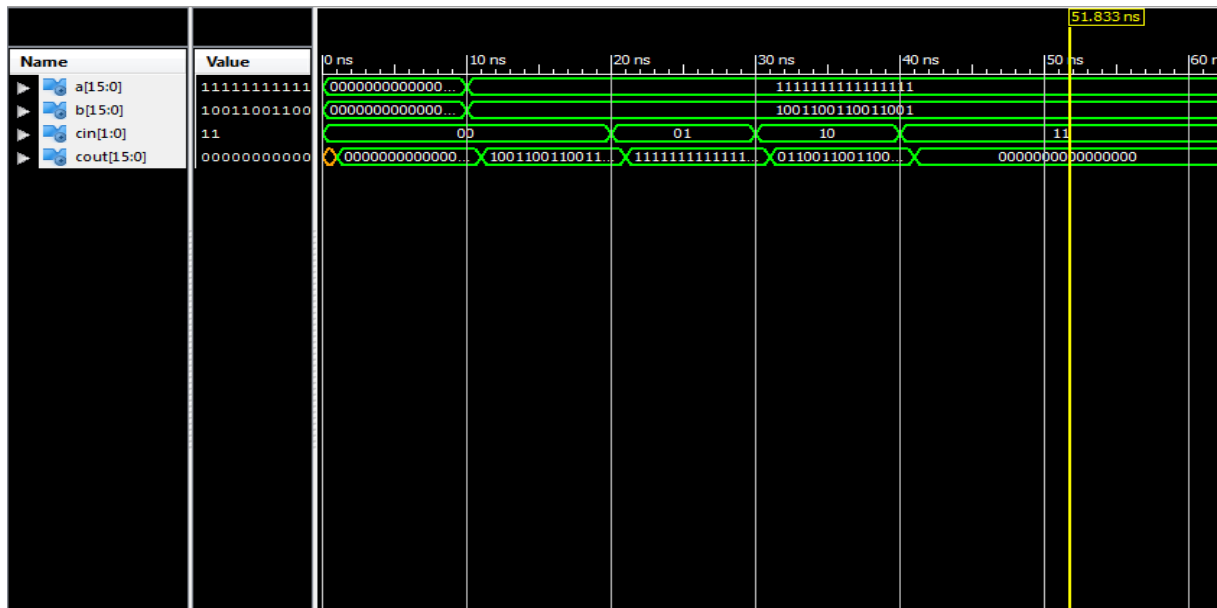 51.833 ns
Name Value 0 ns 10 ns 20 ns 30 ns 40 ns 50 ns 60 n
a[15:0] 11111111111 0000000000000... 1111111111111111
b[15:0] 10011001100 0000000000000... 1001100110011001
cin[1:0] 11 00 01 10 11
cout[15:0] 00000000000 0000000000000... 1001100110011... 1111111111111... 0110011001100... 0000000000000000